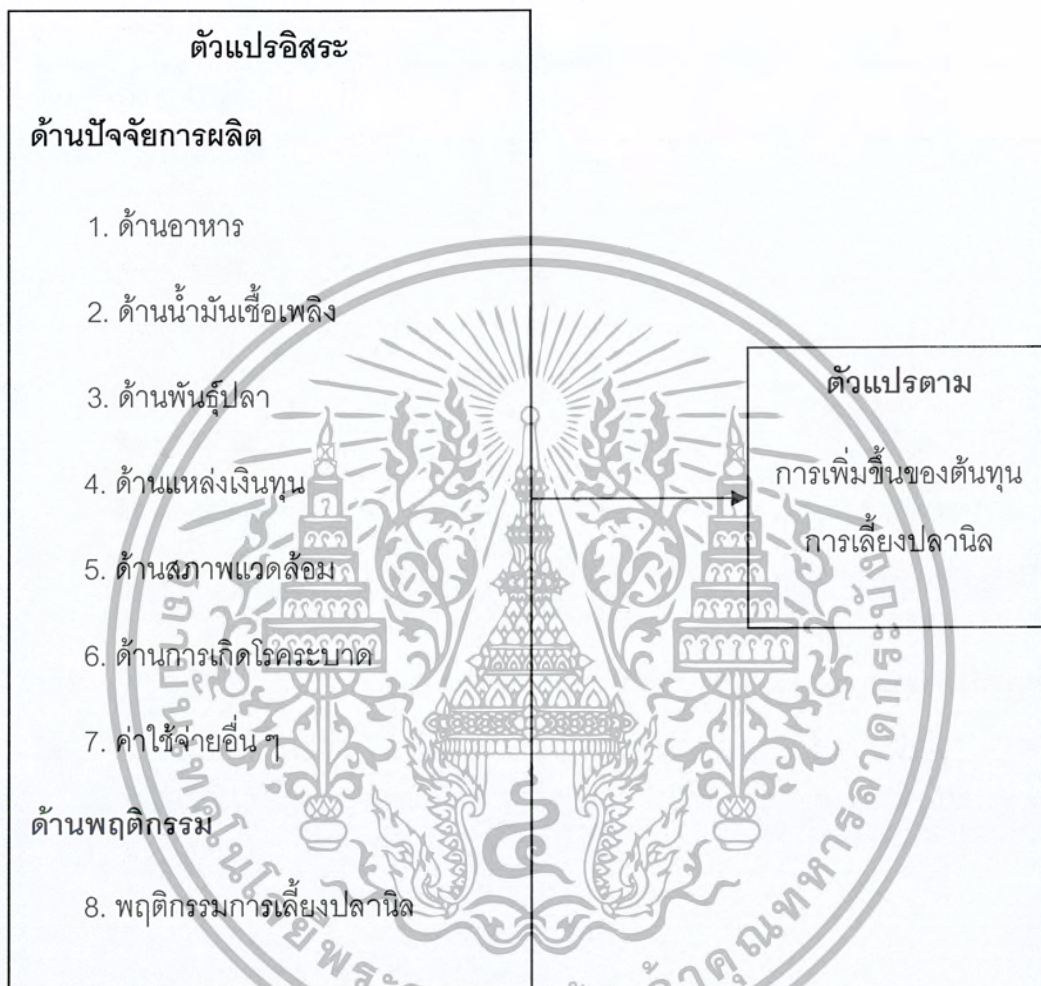 ตัวแปรอิสระ
ด้านปัจจัยการผลิต
1. ด้านอาหาร
2. ด้านน้ำมันเชื้อเพลิง
3. ด้านพันธุ์ปลา
4. ด้านแหล่งเงินทุน
5. ด้านสภาพแวดล้อม
6. ด้านการเกิดโรคระบาด
7. ค่าใช้จ่ายอื่น ๆ
ด้านพฤติกรรม
8. พฤติกรรมการเลี้ยงปลานิล
ตัวแปรตาม
การเพิ่มขึ้นของต้นทุน
การเลี้ยงปลานิล